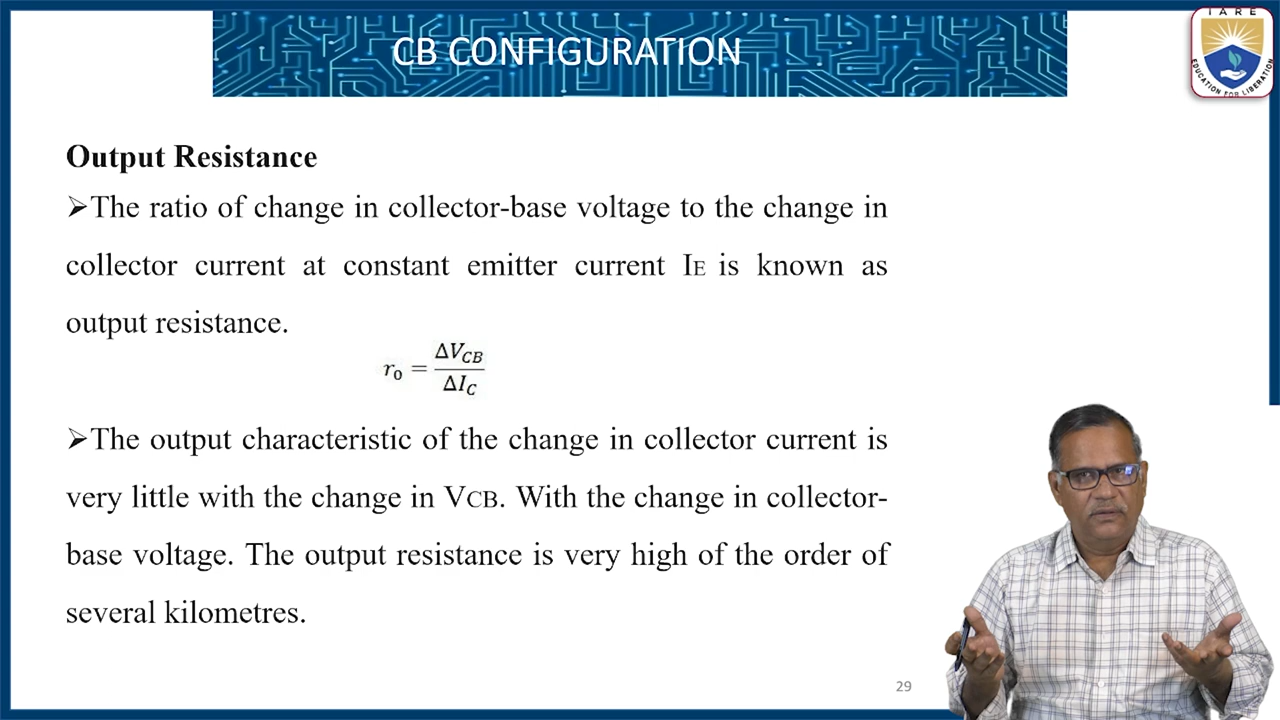 CB CONFIGURATION
IARE
EDUCATION FOR LIBERATION
Output Resistance
➢The ratio of change in collector-base voltage to the change in
collector current at constant emitter current IE is known as
output resistance.
r₀ = ΔV_CB / ΔI_C
➢The output characteristic of the change in collector current is
very little with the change in VCB. With the change in collector-
base voltage. The output resistance is very high of the order of
several kilometres.
29